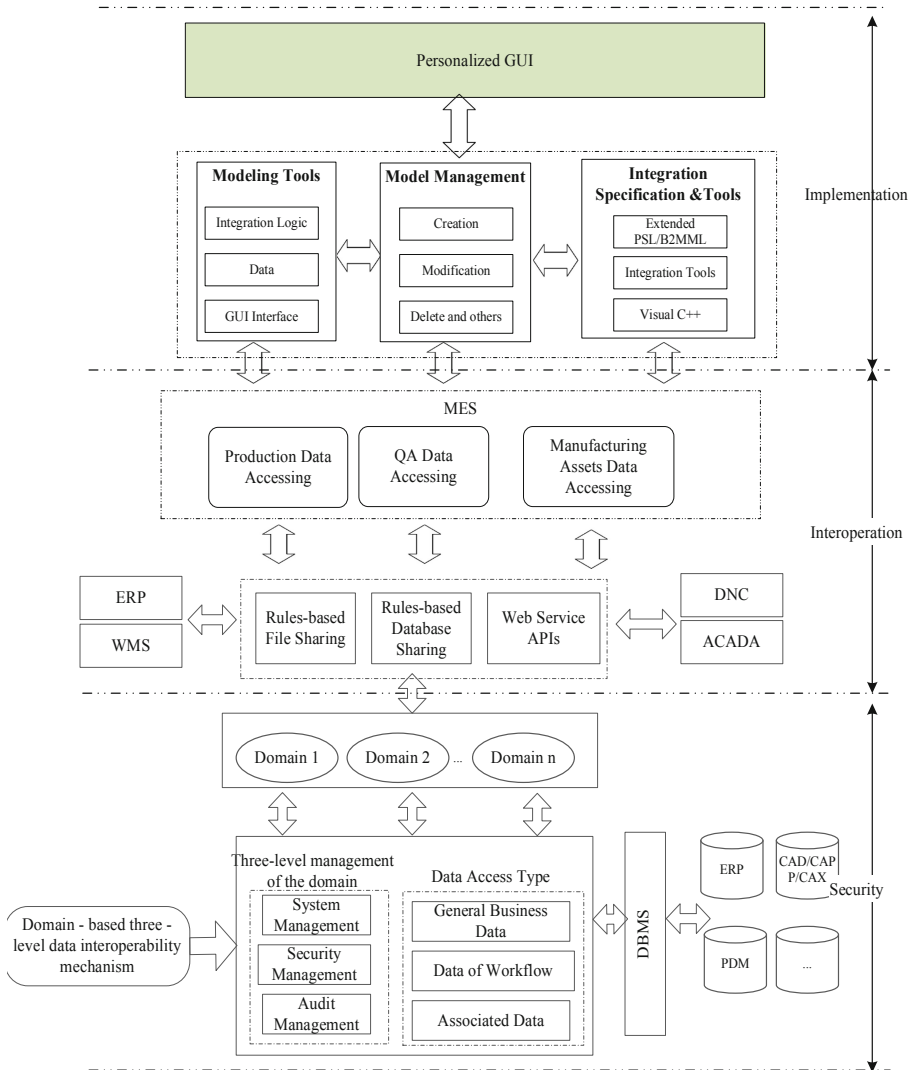 Personalized GUI
Modeling Tools
Integration Logic
Data
GUI Interface
Model Management
Creation
Modification
Delete and others
Integration
Specification &Tools
Extended
PSL/B2MML
Integration Tools
Visual C++
Implementation
MES
Production Data
Accessing
QA Data
Accessing
Manufacturing
Assets Data
Accessing
Interoperation
ERP
WMS
Rules-based
File Sharing
Rules-based
Database
Sharing
Web Service
APIs
DNC
ACADA
Domain 1
Domain 2
...
Domain n
Three-level management
of the domain
System
Management
Security
Management
Audit
Management
Data Access Type
General Business
Data
Data of Workflow
Associated Data
Domain - based three -
level data interoperability
mechanism
DBMS
ERP
CAD/CAP
P/CAX
PDM
...
Security